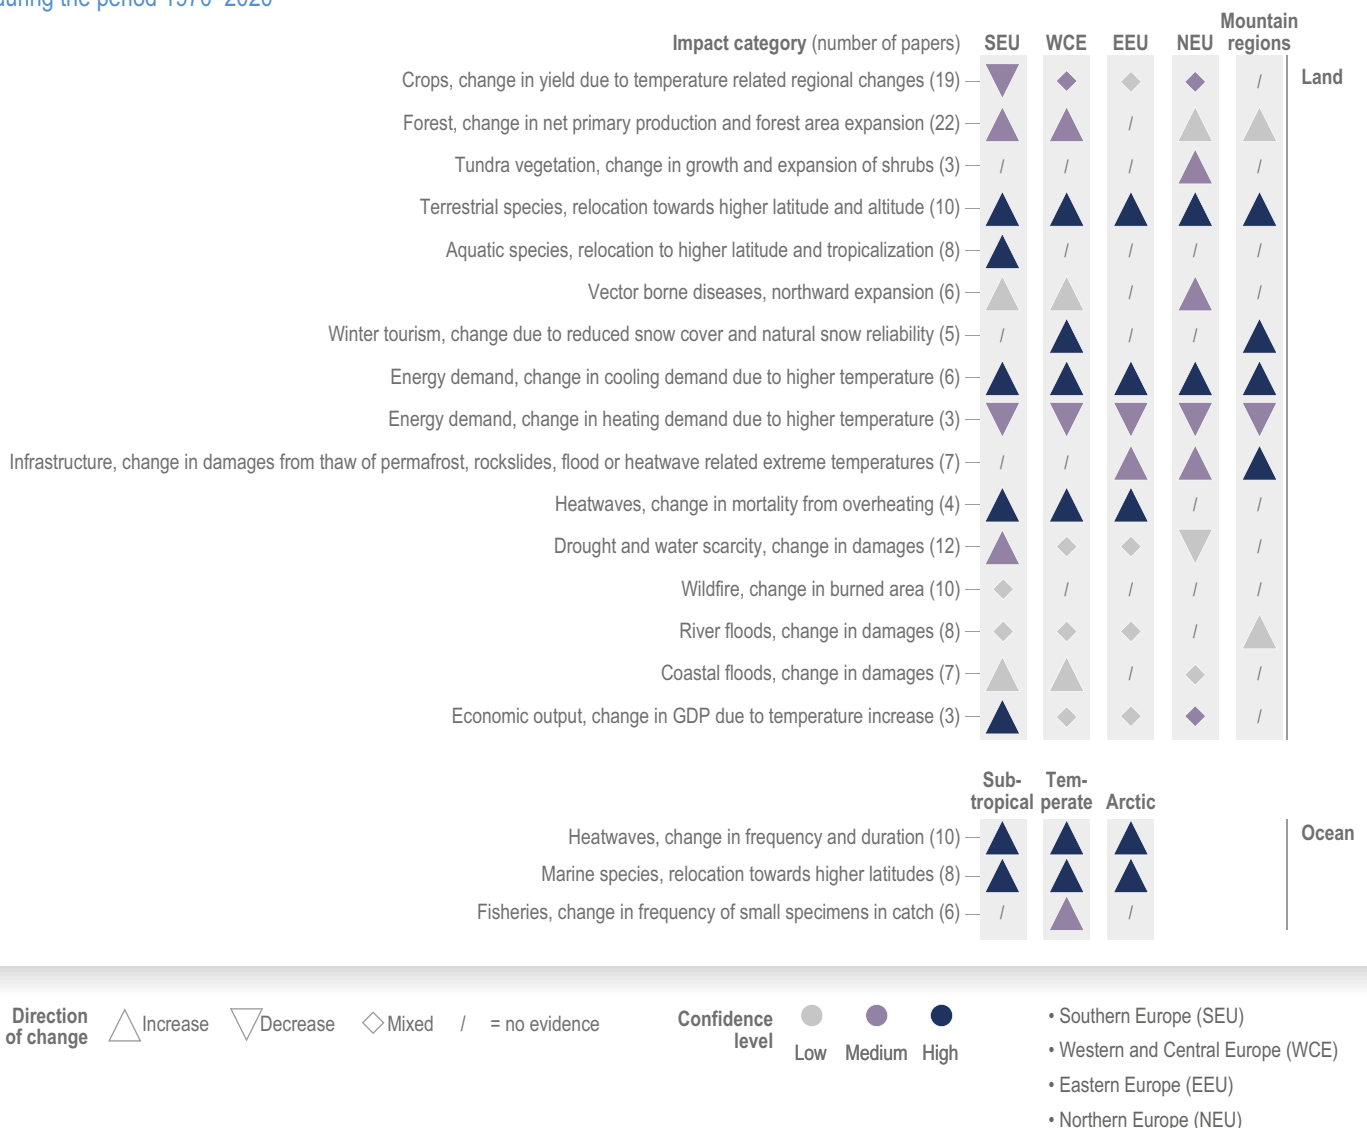 during the period 1970–2020
Impact category (number of papers) SEU WCE EEU NEU Mountain regions
Land
Crops, change in yield due to temperature related regional changes (19) /
Forest, change in net primary production and forest area expansion (22) /
Tundra vegetation, change in growth and expansion of shrubs (3) / / / /
Terrestrial species, relocation towards higher latitude and altitude (10)
Aquatic species, relocation to higher latitude and tropicalization (8) / / / /
Vector borne diseases, northward expansion (6) / /
Winter tourism, change due to reduced snow cover and natural snow reliability (5) / / /
Energy demand, change in cooling demand due to higher temperature (6)
Energy demand, change in heating demand due to higher temperature (3)
Infrastructure, change in damages from thaw of permafrost, rockslides, flood or heatwave related extreme temperatures (7) / /
Heatwaves, change in mortality from overheating (4) / /
Drought and water scarcity, change in damages (12) /
Wildfire, change in burned area (10) / / / /
River floods, change in damages (8) /
Coastal floods, change in damages (7) / /
Economic output, change in GDP due to temperature increase (3) /
Sub-tropical Tem-perate Arctic
Ocean
Heatwaves, change in frequency and duration (10)
Marine species, relocation towards higher latitudes (8)
Fisheries, change in frequency of small specimens in catch (6) / /
Direction of change
Increase Decrease Mixed / = no evidence
Confidence level
Low Medium High
• Southern Europe (SEU)
• Western and Central Europe (WCE)
• Eastern Europe (EEU)
• Northern Europe (NEU)